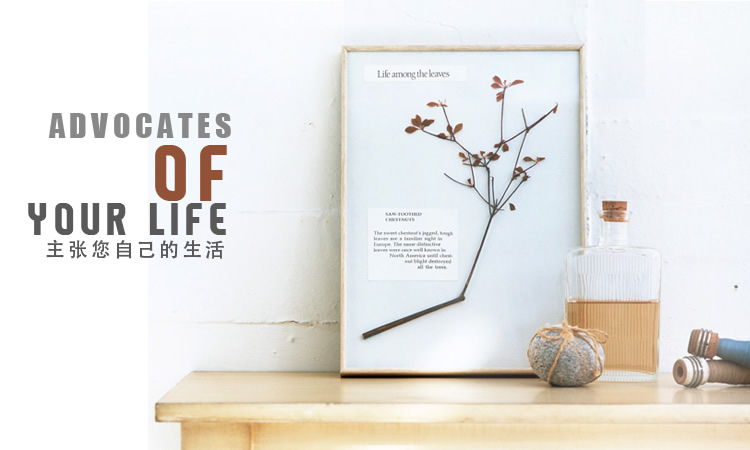 ADVOCATES
OF
YOUR LIFE
主张您自己的生活
Life among the leaves
SAW-TOOTHED
CHESTNUTS
The sweet chestnut's jagged, tough
leaves are a familiar sight in
Europe. The same distinctive
leaves were once well known in
North America until chest-
nut blight destroyed
all the trees.